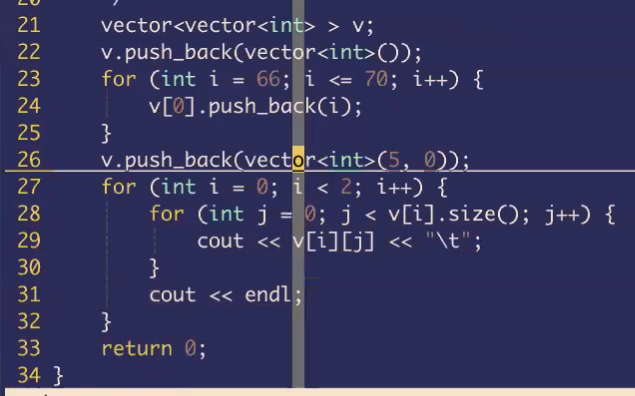 21 vector<vector<int> > v;
22 v.push_back(vector<int>());
23 for (int i = 66; i <= 70; i++) {
24 v[0].push_back(i);
25 }
26 v.push_back(vector<int>(5, 0));
27 for (int i = 0; i < 2; i++) {
28 for (int j = 0; j < v[i].size(); j++) {
29 cout << v[i][j] << "\t";
30 }
31 cout << endl;
32 }
33 return 0;
34 }